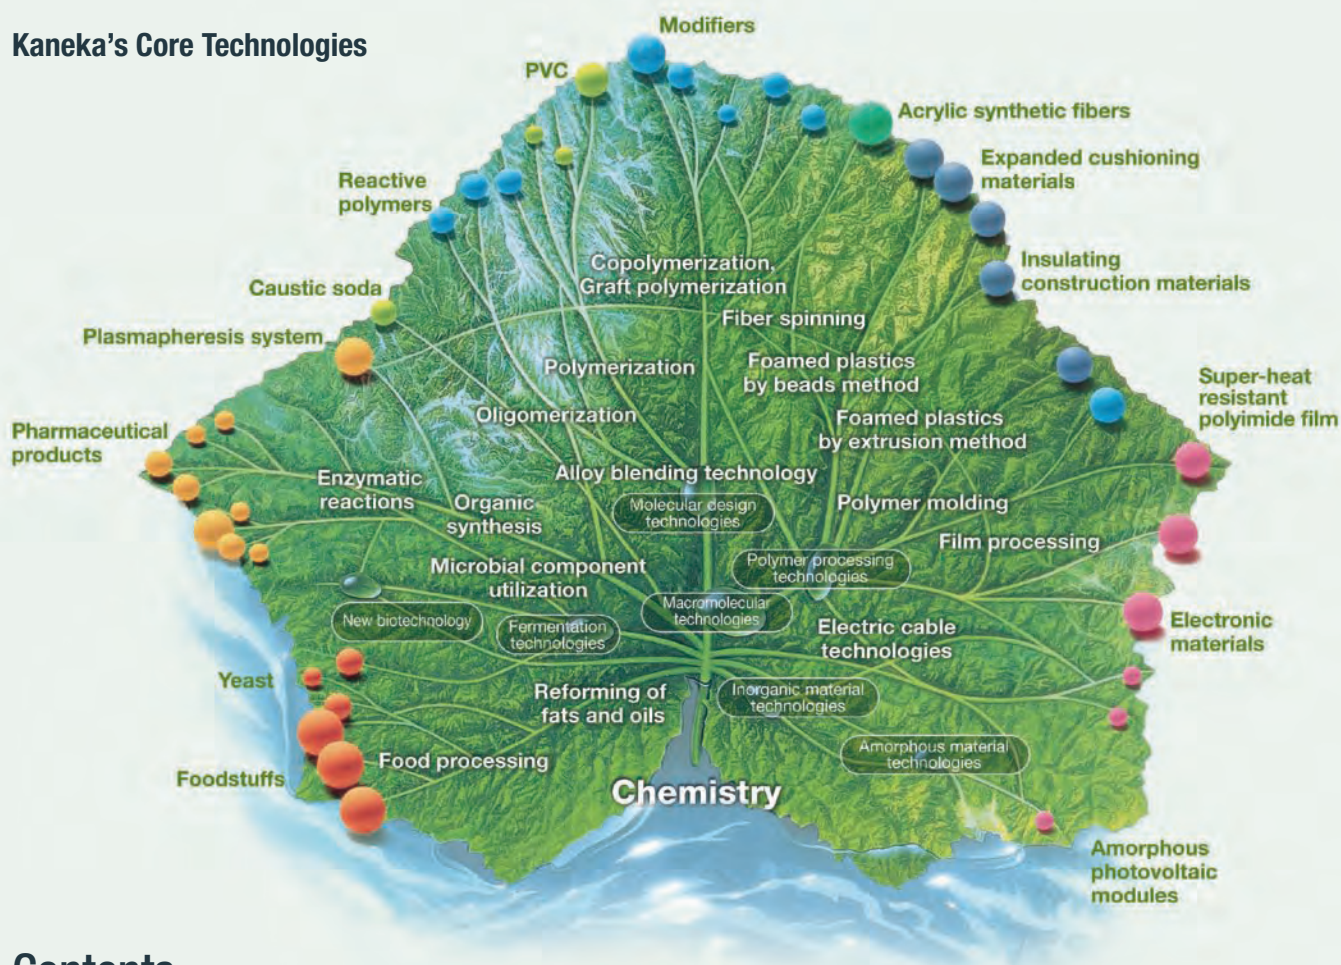 Kaneka's Core Technologies
Modifiers
PVC
Acrylic synthetic fibers
Expanded cushioning
materials
Reactive
polymers
Insulating
construction materials
Copolymerization,
Graft polymerization
Caustic soda
Fiber spinning
Plasmapheresis system
Polymerization
Foamed plastics
by beads method
Super-heat
resistant
polyimide film
Oligomerization
Foamed plastics
by extrusion method
Pharmaceutical
products
Alloy blending technology
Enzymatic
reactions
Organic
synthesis
Molecular design
technologies
Polymer molding
Film processing
Microbial component
utilization
Polymer processing
technologies
New biotechnology
Fermentation
technologies
Macromolecular
technologies
Electric cable
technologies
Electronic
materials
Yeast
Reforming of
fats and oils
Inorganic material
technologies
Food processing
Amorphous material
technologies
Foodstuffs
Chemistry
Amorphous
photovoltaic
modules
Contents